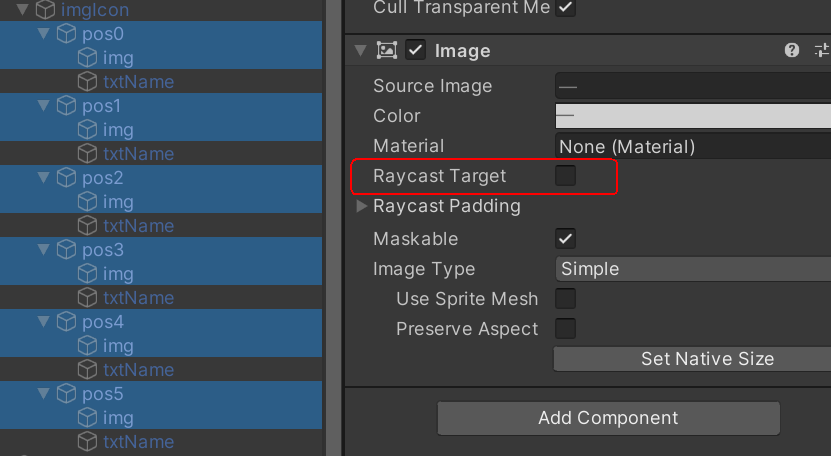 imgIcon
pos0
img
txtName
pos1
img
txtName
pos2
img
txtName
pos3
img
txtName
pos4
img
txtName
pos5
img
txtName
Cull Transparent Me
Image
Source Image —
Color —
Material None (Material)
Raycast Target
Raycast Padding
Maskable
Image Type Simple
Use Sprite Mesh
Preserve Aspect
Set Native Size
Add Component